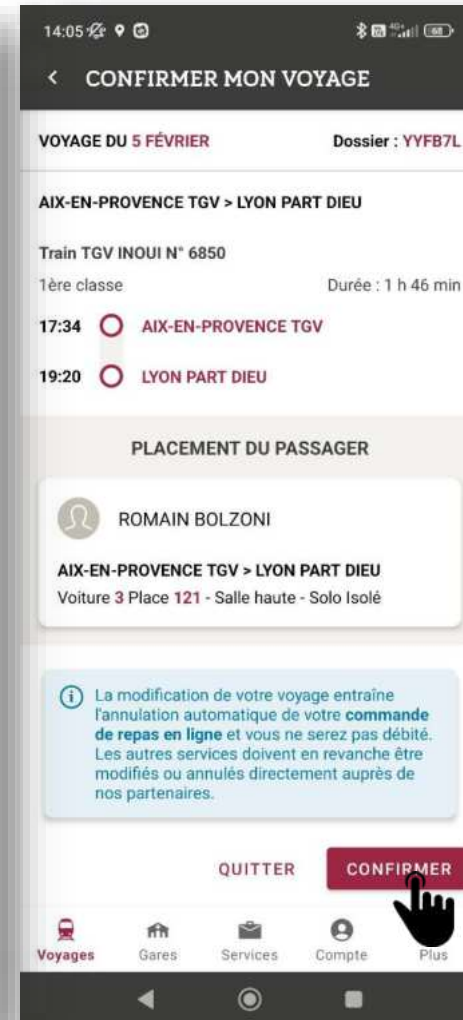 14:05
68
< CONFIRMER MON VOYAGE
VOYAGE DU 5 FÉVRIER Dossier : YYFB7L
AIX-EN-PROVENCE TGV > LYON PART DIEU
Train TGV INOUI N° 6850
1ère classe Durée : 1 h 46 min
17:34 AIX-EN-PROVENCE TGV
19:20 LYON PART DIEU
PLACEMENT DU PASSAGER
ROMAIN BOLZONI
AIX-EN-PROVENCE TGV > LYON PART DIEU
Voiture 3 Place 121 - Salle haute - Solo Isolé
La modification de votre voyage entraîne
l'annulation automatique de votre commande
de repas en ligne et vous ne serez pas débité.
Les autres services doivent en revanche être
modifiés ou annulés directement auprès de
nos partenaires.
QUITTER CONFIRMER
Voyages Gares Services Compte Plus